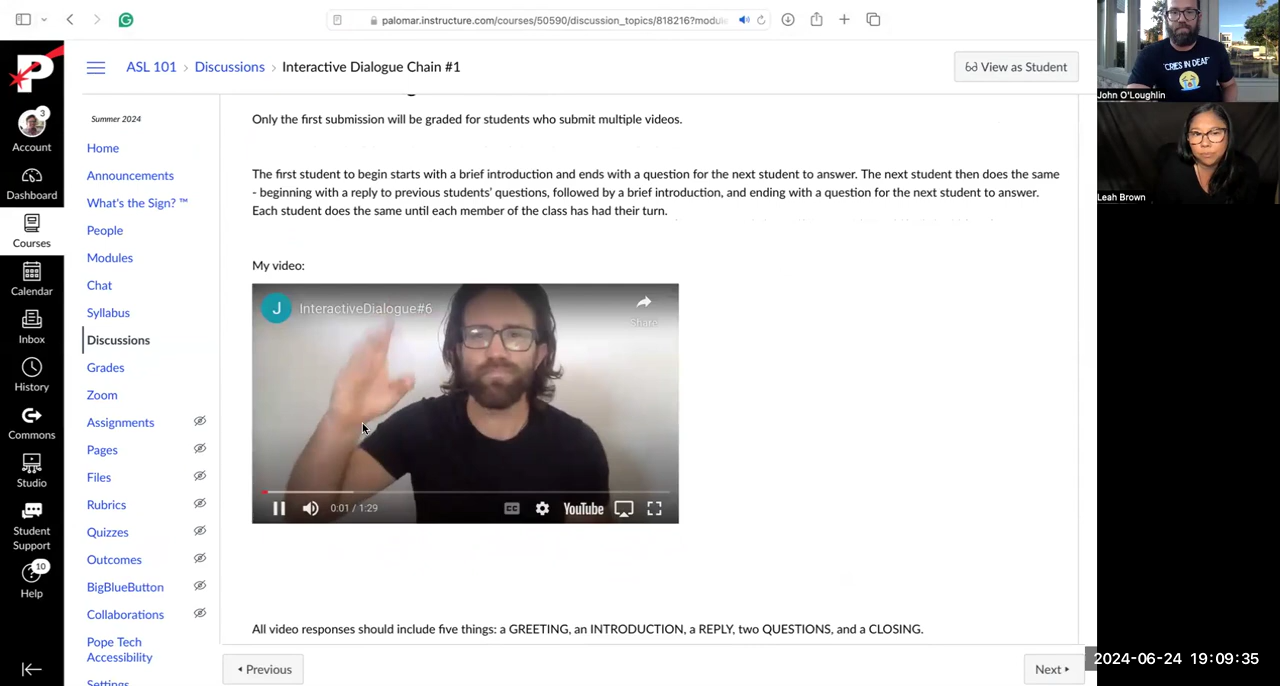 palomar.instructure.com/courses/50590/discussion_topics/818216?modu
ASL 101 › Discussions › Interactive Dialogue Chain #1
View as Student
P
3
Account
Dashboard
Courses
Calendar
Inbox
History
Commons
Studio
Student
Support
10
Help
Summer 2024
Home
Announcements
What's the Sign? ™
People
Modules
Chat
Syllabus
Discussions
Grades
Zoom
Assignments
Pages
Files
Rubrics
Quizzes
Outcomes
BigBlueButton
Collaborations
Pope Tech
Accessibility
Settings
Only the first submission will be graded for students who submit multiple videos.
The first student to begin starts with a brief introduction and ends with a question for the next student to answer. The next student then does the same
- beginning with a reply to previous students' questions, followed by a brief introduction, and ending with a question for the next student to answer.
Each student does the same until each member of the class has had their turn.
My video:
J
InteractiveDialogue#6
Share
0:01 / 1:29
CC
YouTube
All video responses should include five things: a GREETING, an INTRODUCTION, a REPLY, two QUESTIONS, and a CLOSING.
Previous
Next
"CRIES IN DEAF"
John O'Loughlin
Leah Brown
2024-06-24 19:09:35